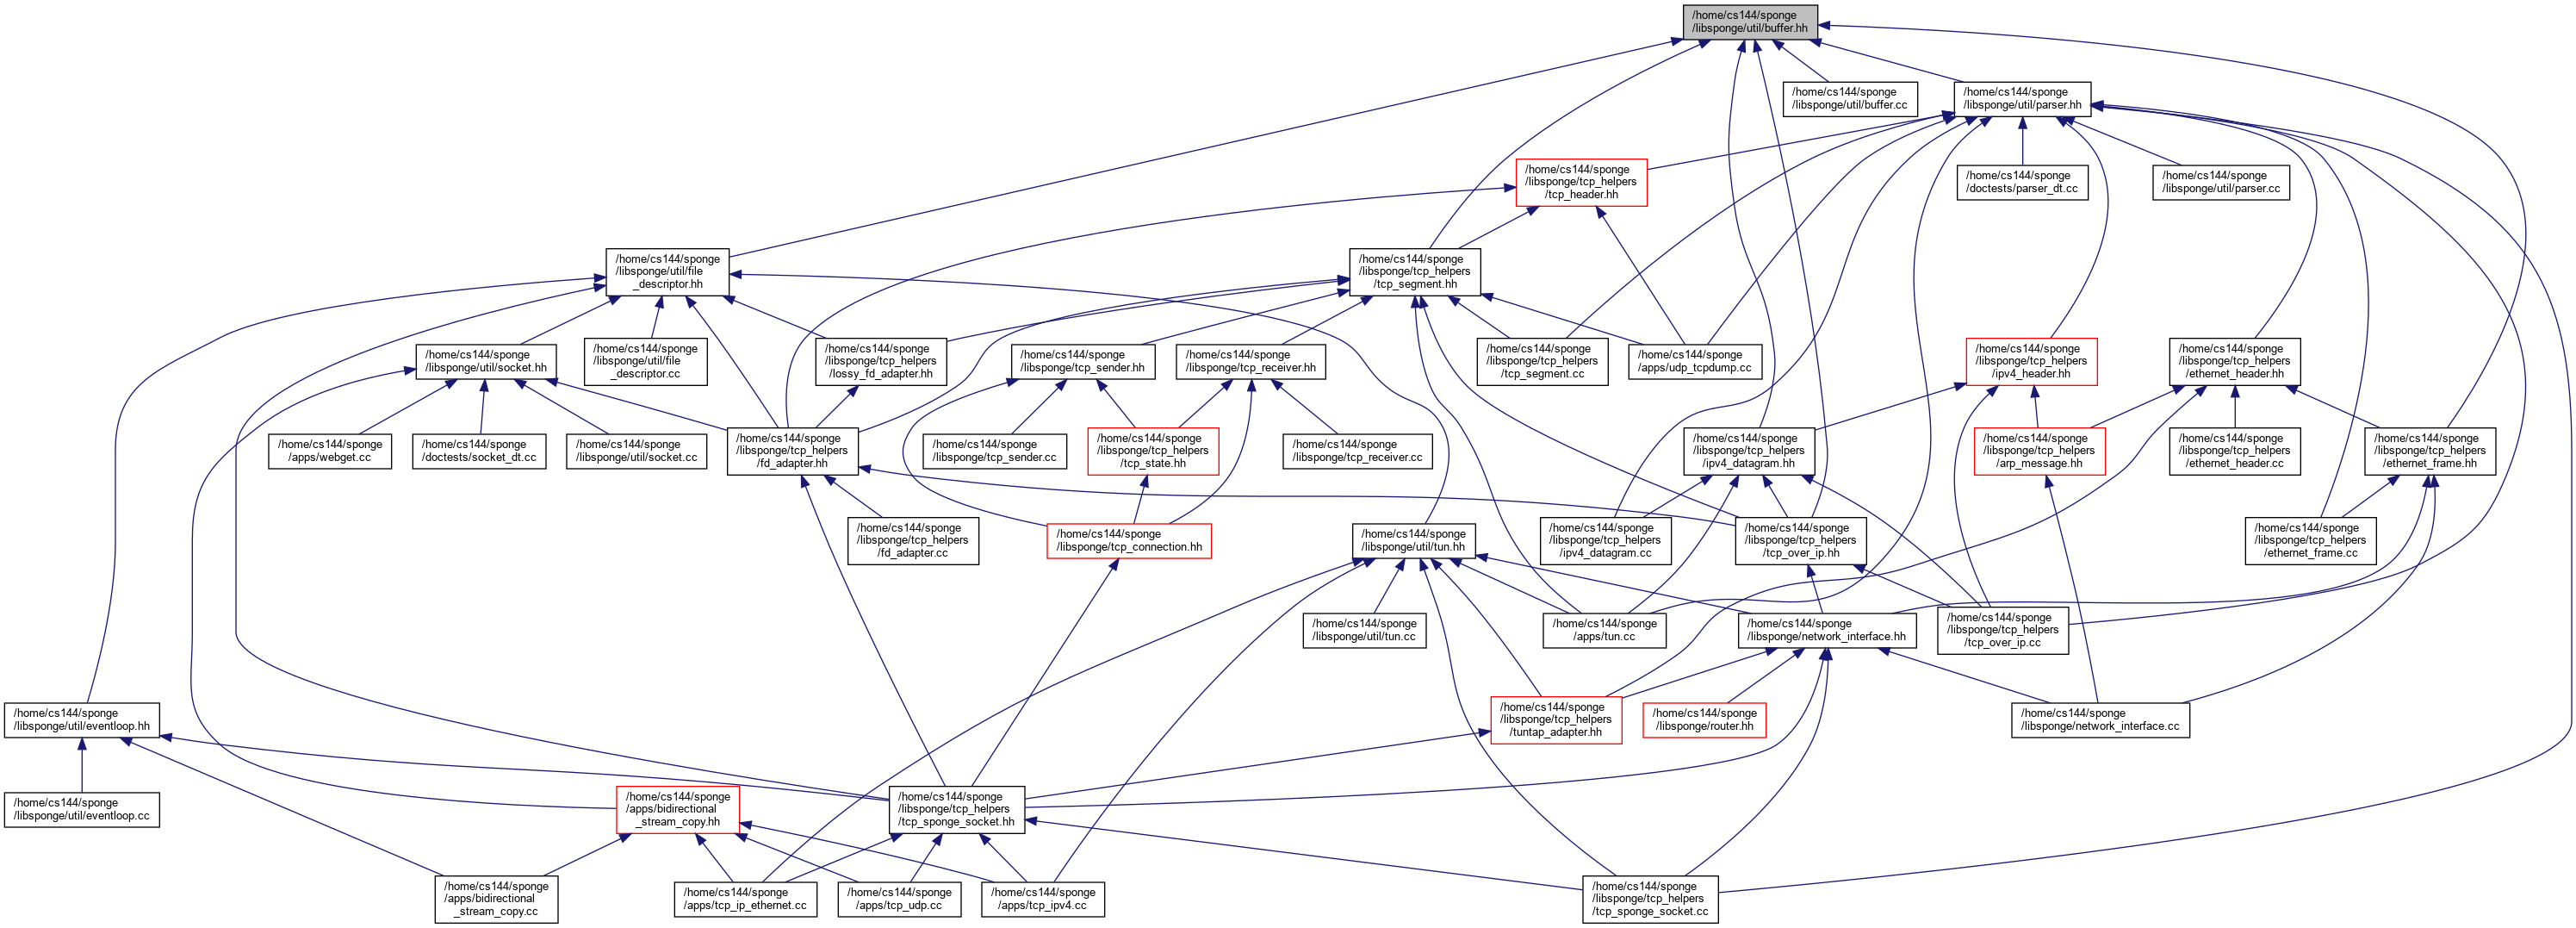 /home/cs144/sponge
/libsponge/util/buffer.hh
/home/cs144/sponge
/libsponge/util/buffer.cc
/home/cs144/sponge
/libsponge/util/parser.hh
/home/cs144/sponge
/libsponge/tcp_helpers
/tcp_header.hh
/home/cs144/sponge
/doctests/parser_dt.cc
/home/cs144/sponge
/libsponge/util/parser.cc
/home/cs144/sponge
/libsponge/util/file
_descriptor.hh
/home/cs144/sponge
/libsponge/tcp_helpers
/tcp_segment.hh
/home/cs144/sponge
/libsponge/util/socket.hh
/home/cs144/sponge
/libsponge/util/file
_descriptor.cc
/home/cs144/sponge
/libsponge/tcp_helpers
/lossy_fd_adapter.hh
/home/cs144/sponge
/libsponge/tcp_sender.hh
/home/cs144/sponge
/libsponge/tcp_receiver.hh
/home/cs144/sponge
/libsponge/tcp_helpers
/tcp_segment.cc
/home/cs144/sponge
/apps/udp_tcpdump.cc
/home/cs144/sponge
/libsponge/tcp_helpers
/ipv4_header.hh
/home/cs144/sponge
/libsponge/tcp_helpers
/ethernet_header.hh
/home/cs144/sponge
/apps/webget.cc
/home/cs144/sponge
/doctests/socket_dt.cc
/home/cs144/sponge
/libsponge/util/socket.cc
/home/cs144/sponge
/libsponge/tcp_helpers
/fd_adapter.hh
/home/cs144/sponge
/libsponge/tcp_sender.cc
/home/cs144/sponge
/libsponge/tcp_helpers
/tcp_state.hh
/home/cs144/sponge
/libsponge/tcp_receiver.cc
/home/cs144/sponge
/libsponge/tcp_helpers
/ipv4_datagram.hh
/home/cs144/sponge
/libsponge/tcp_helpers
/arp_message.hh
/home/cs144/sponge
/libsponge/tcp_helpers
/ethernet_header.cc
/home/cs144/sponge
/libsponge/tcp_helpers
/ethernet_frame.hh
/home/cs144/sponge
/libsponge/tcp_helpers
/fd_adapter.cc
/home/cs144/sponge
/libsponge/tcp_connection.hh
/home/cs144/sponge
/libsponge/util/tun.hh
/home/cs144/sponge
/libsponge/tcp_helpers
/ipv4_datagram.cc
/home/cs144/sponge
/libsponge/tcp_helpers
/tcp_over_ip.hh
/home/cs144/sponge
/libsponge/tcp_helpers
/ethernet_frame.cc
/home/cs144/sponge
/libsponge/util/tun.cc
/home/cs144/sponge
/apps/tun.cc
/home/cs144/sponge
/libsponge/network_interface.hh
/home/cs144/sponge
/libsponge/tcp_helpers
/tcp_over_ip.cc
/home/cs144/sponge
/libsponge/util/eventloop.hh
/home/cs144/sponge
/libsponge/tcp_helpers
/tuntap_adapter.hh
/home/cs144/sponge
/libsponge/router.hh
/home/cs144/sponge
/libsponge/network_interface.cc
/home/cs144/sponge
/libsponge/util/eventloop.cc
/home/cs144/sponge
/apps/bidirectional
_stream_copy.hh
/home/cs144/sponge
/libsponge/tcp_helpers
/tcp_sponge_socket.hh
/home/cs144/sponge
/apps/bidirectional
_stream_copy.cc
/home/cs144/sponge
/apps/tcp_ip_ethernet.cc
/home/cs144/sponge
/apps/tcp_udp.cc
/home/cs144/sponge
/apps/tcp_ipv4.cc
/home/cs144/sponge
/libsponge/tcp_helpers
/tcp_sponge_socket.cc